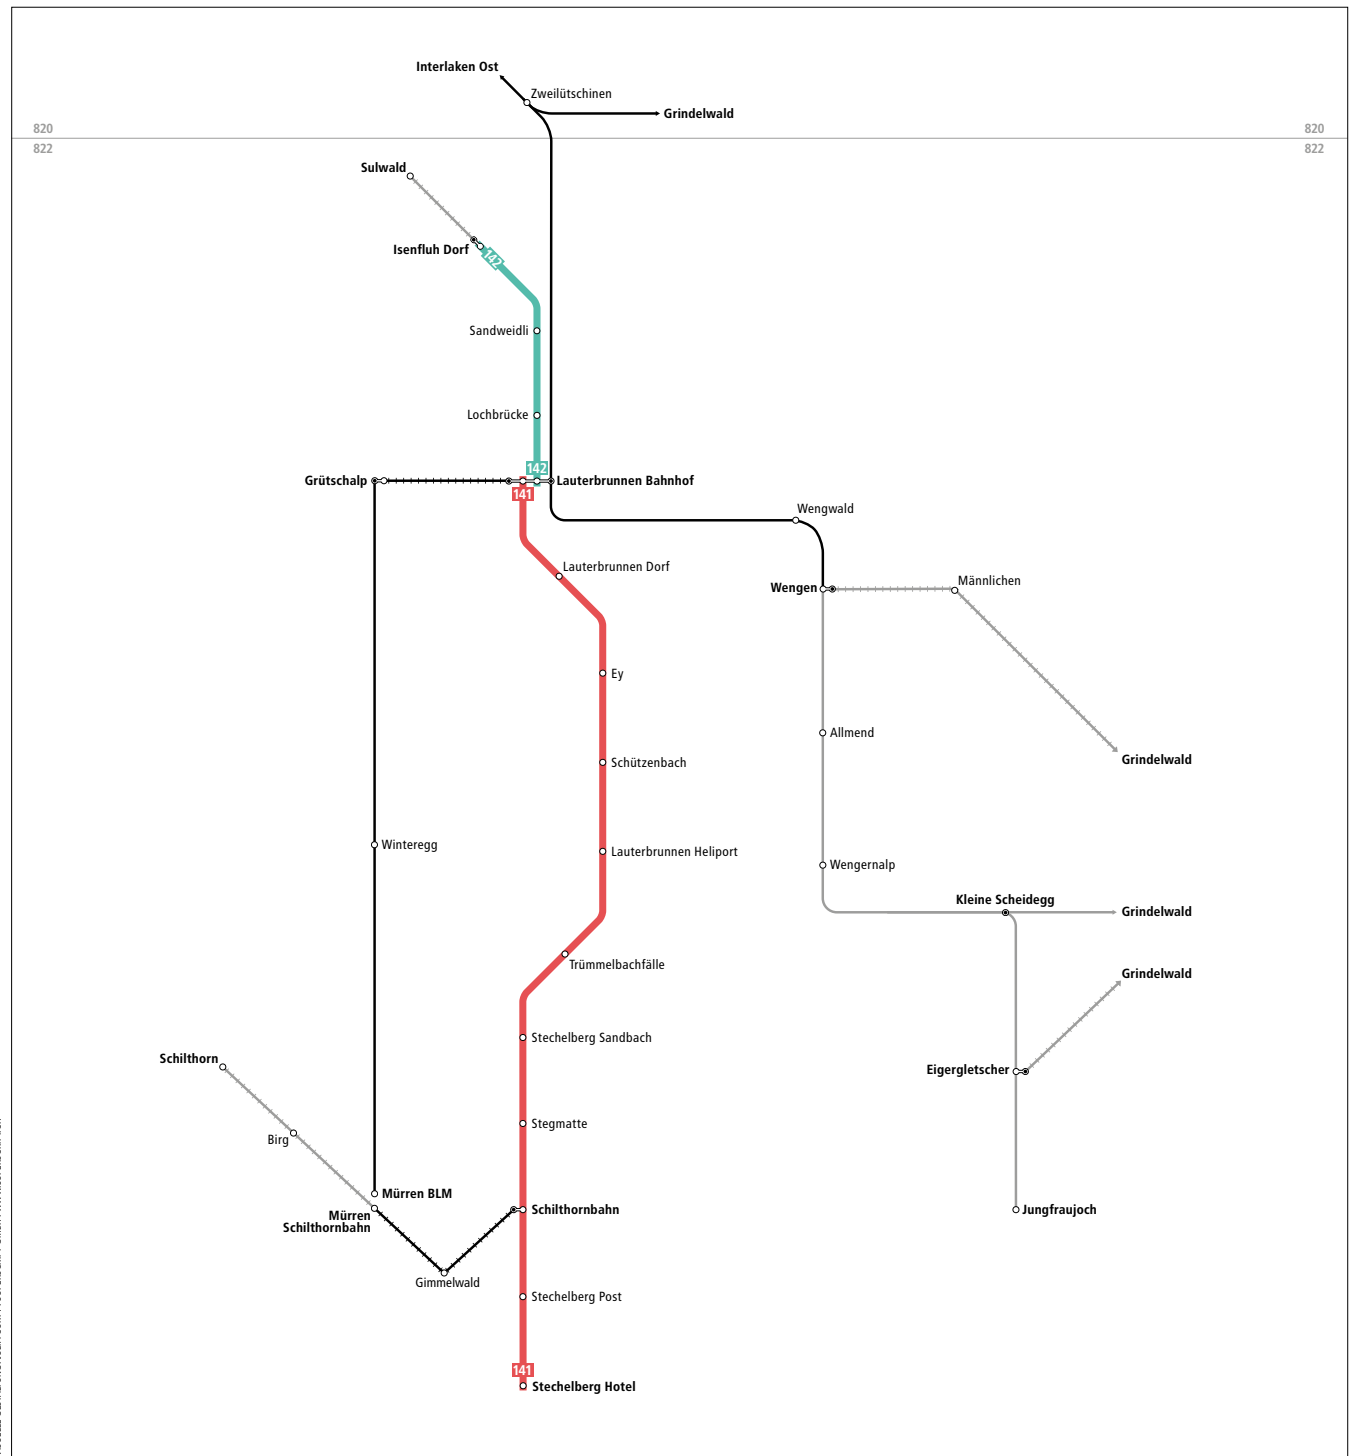 Interlaken Ost
Zweilütschinen
Grindelwald
820
820
822
822
Sulwald
Isenfluh Dorf
142
Sandweidli
Lochbrücke
142
Grütschalp
Lauterbrunnen Bahnhof
141
Wengwald
Lauterbrunnen Dorf
Wengen
Männlichen
Ey
Allmend
Grindelwald
Schützenbach
Winteregg
Lauterbrunnen Heliport
Wengernalp
Kleine Scheidegg
Grindelwald
Trümmelbachfälle
Grindelwald
Stechelberg Sandbach
Schilthorn
Eigergletscher
Stegmatte
Birg
Mürren BLM
Mürren
Schilthornbahn
Schilthornbahn
Jungfraujoch
Gimmelwald
Stechelberg Post
141
Stechelberg Hotel